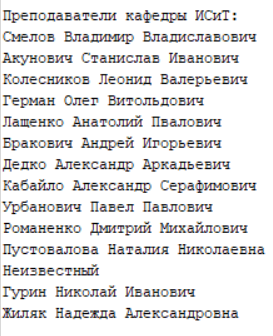 Преподаватели кафедры ИСиТ:
Смелов Владимир Владиславович
Акунович Станислав Иванович
Колесников Леонид Валерьевич
Герман Олег Витольдович
Лащенко Анатолий Пвалович
Бракович Андрей Игорьевич
Дедко Александр Аркадьевич
Кабайло Александр Серафимович
Урбанович Павел Павлович
Романенко Дмитрий Михайлович
Пустовалова Наталия Николаевна
Неизвестный
Гурин Николай Иванович
Жиляк Надежда Александровна